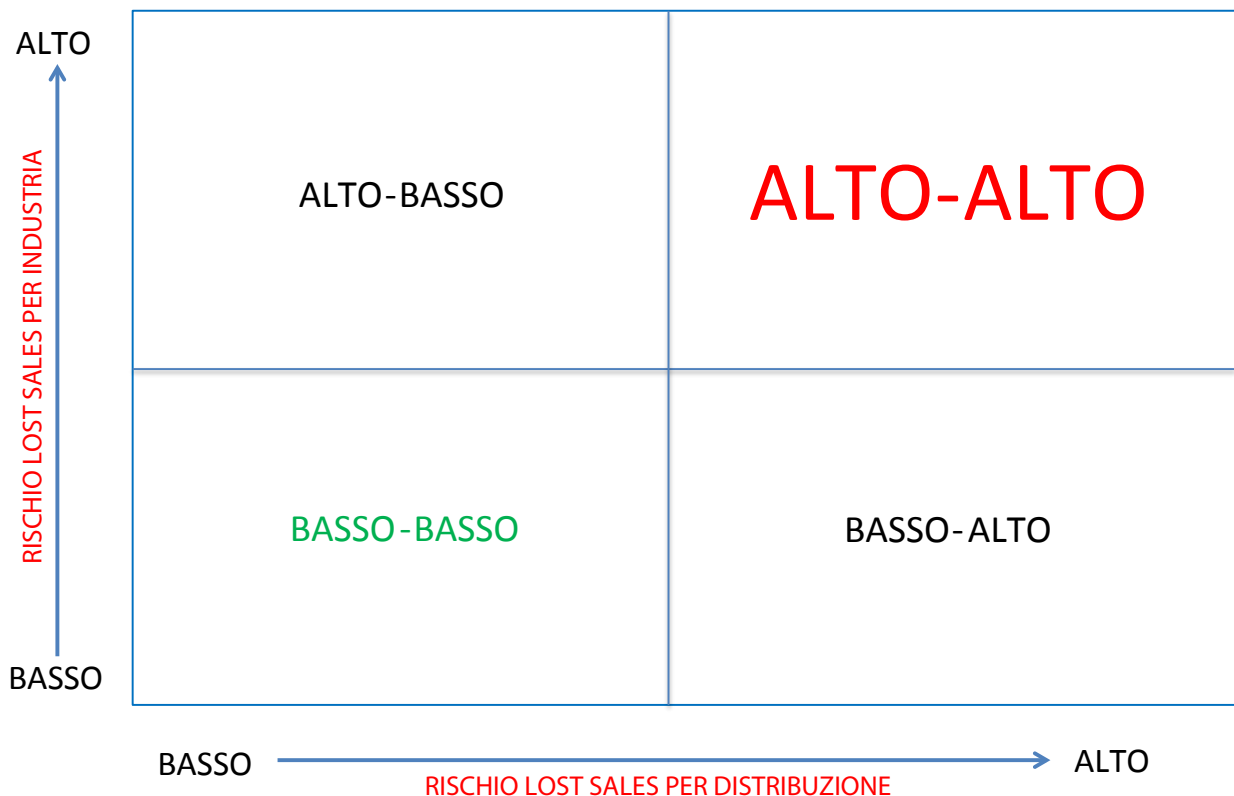 ALTO
RISCHIO LOST SALES PER INDUSTRIA
ALTO-BASSO
ALTO-ALTO
BASSO-BASSO
BASSO-ALTO
BASSO
BASSO
ALTO
RISCHIO LOST SALES PER DISTRIBUZIONE